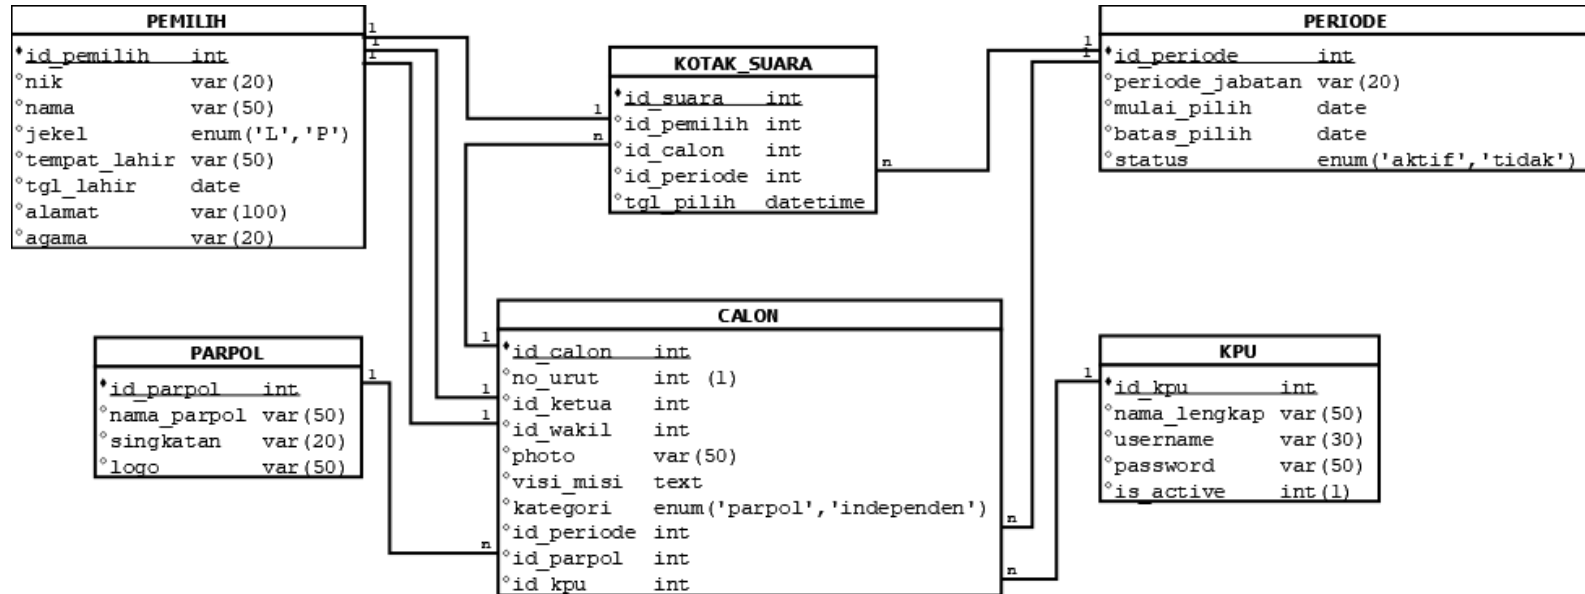 PEMILIH
id_pemilih int
nik var(20)
nama var(50)
jekel enum('L','P')
tempat_lahir var(50)
tgl_lahir date
alamat var(100)
agama var(20)
1
1
1
KOTAK_SUARA
id_suara int
id_pemilih int
id_calon int
id_periode int
tgl_pilih datetime
1
n
n
PERIODE
id_periode int
periode_jabatan var(20)
mulai_pilih date
batas_pilih date
status enum('aktif','tidak')
1
1
PARPOL
id_parpol int
nama_parpol var(50)
singkatan var(20)
logo var(50)
1
CALON
id_calon int
no_urut int (1)
id_ketua int
id_wakil int
photo var(50)
visi_misi text
kategori enum('parpol','independen')
id_periode int
id_parpol int
id_kpu int
1
1
1
n
n
n
KPU
id_kpu int
nama_lengkap var(50)
username var(30)
password var(50)
is_active int(1)
1